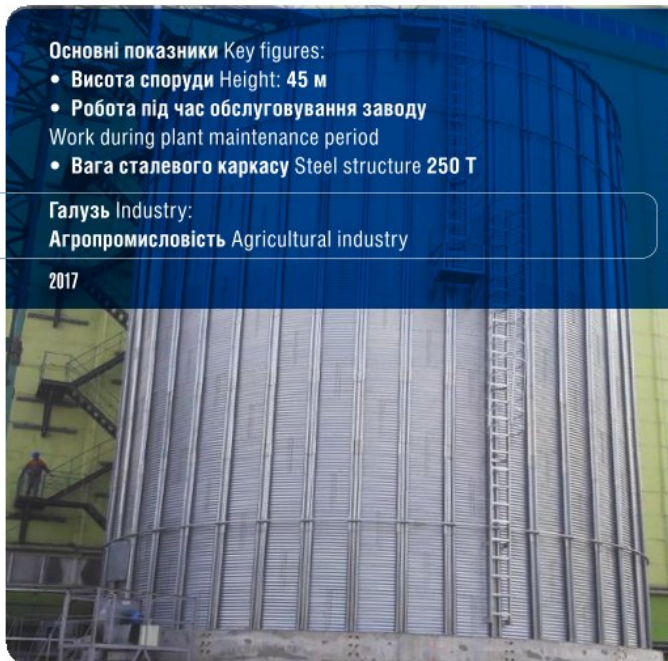 Основні показники Key figures:
• Висота споруди Height: 45 м
• Робота під час обслуговування заводу
Work during plant maintenance period
• Вага сталевого каркасу Steel structure 250 Т
Галузь Industry:
Агропромисловість Agricultural industry
2017